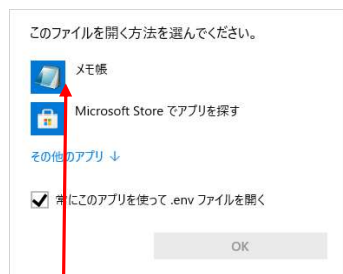 このファイルを開く方法を選んでください。
メモ帳
Microsoft Store でアプリを探す
その他のアプリ ↓
常にこのアプリを使って .env ファイルを開く
OK